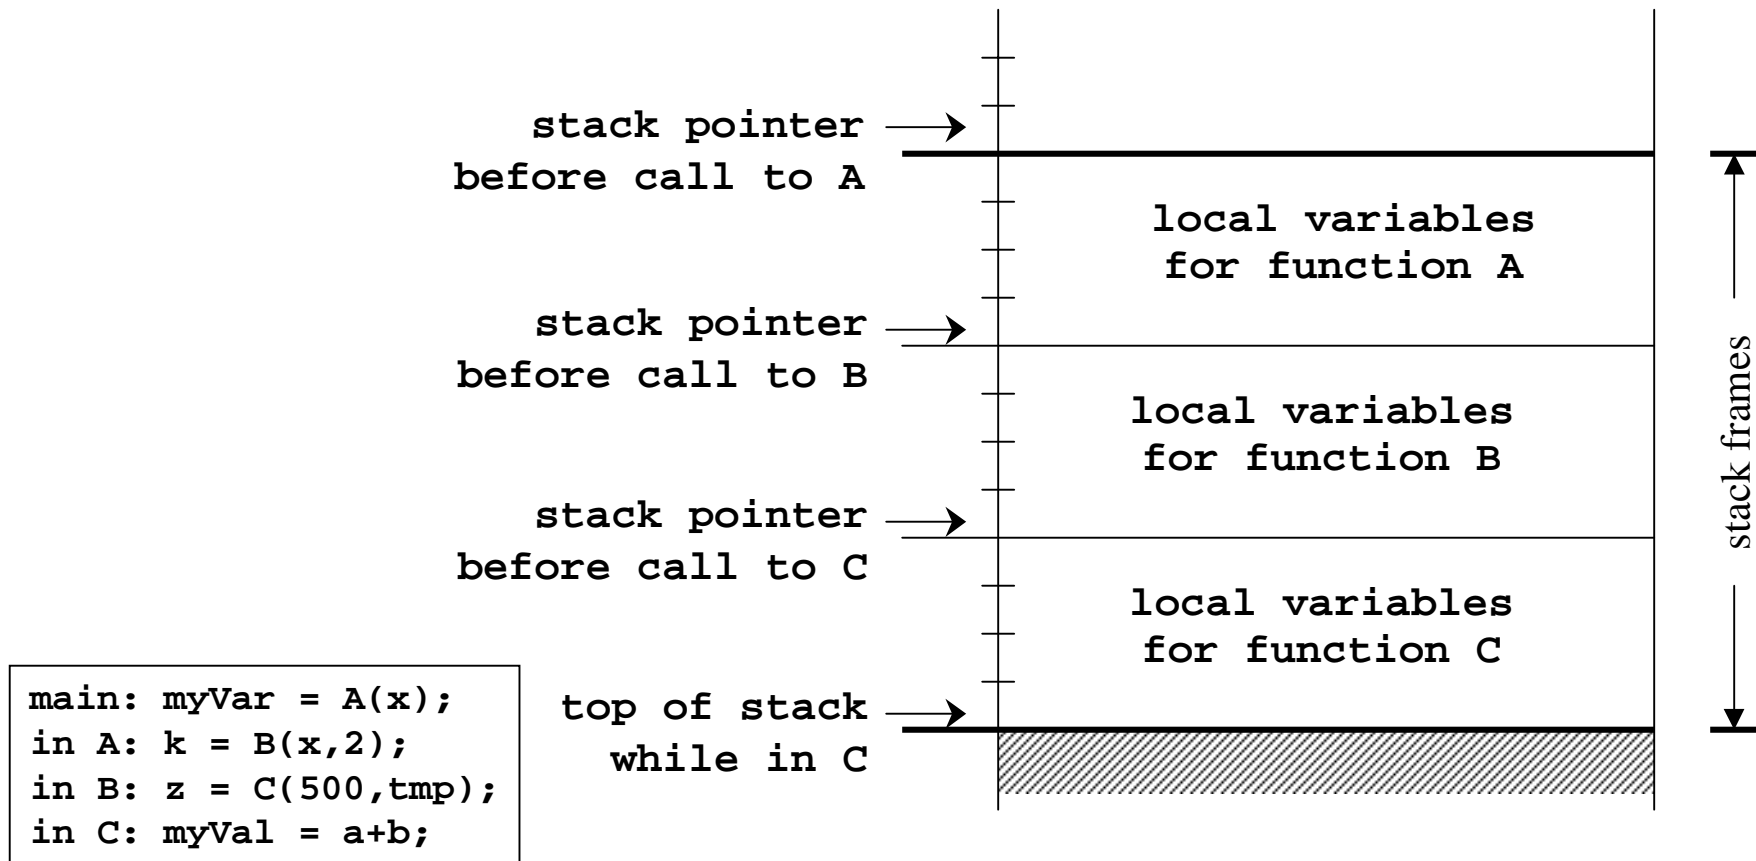 stack pointer
before call to A
local variables
for function A
stack pointer
before call to B
local variables
for function B
stack frames
stack pointer
before call to C
local variables
for function C
top of stack
while in C
main: myVar = A(x);
in A: k = B(x,2);
in B: z = C(500,tmp);
in C: myVal = a+b;